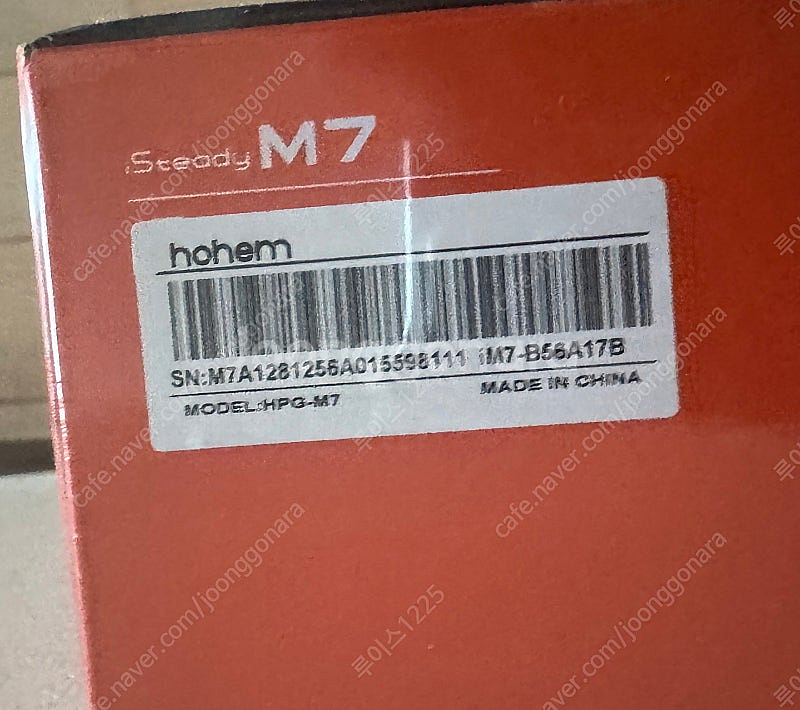 iSteady M7
hohem
SN:M7A1281256A015598111 iM7-B56A17B
MODEL:HPG-M7
MADE IN CHINA
cafe.naver.com/joonggonara
루이스1225